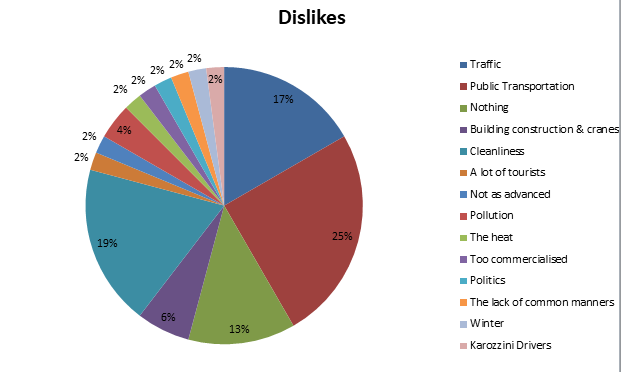 Dislikes
17%
25%
13%
6%
19%
2%
2%
4%
2%
2%
2%
2%
2%
2%
Traffic
Public Transportation
Nothing
Building construction & cranes
Cleanliness
A lot of tourists
Not as advanced
Pollution
The heat
Too commercialised
Politics
The lack of common manners
Winter
Karozzini Drivers